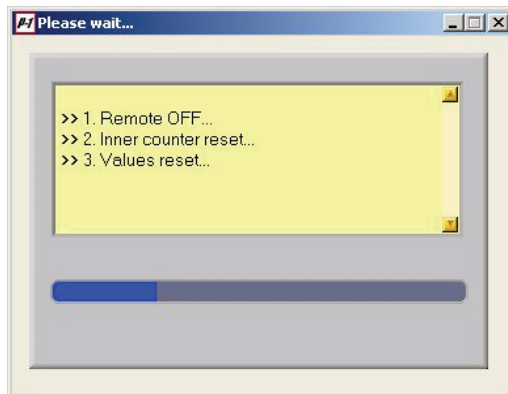 Please wait...
>> 1. Remote OFF...
>> 2. Inner counter reset...
>> 3. Values reset...